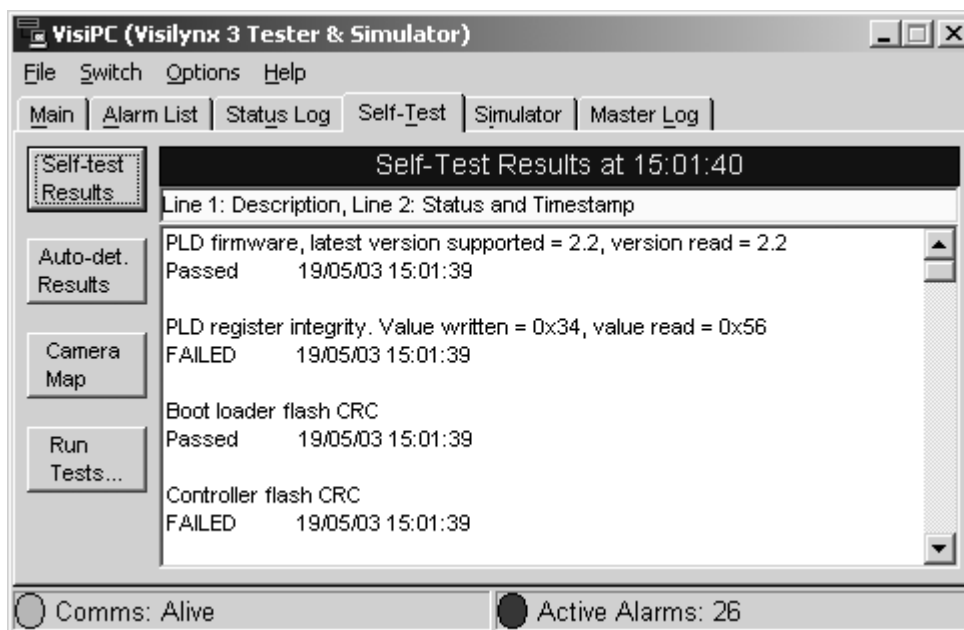 VisiPC (Visilynx 3 Tester & Simulator)
File Switch Options Help
Main Alarm List Status Log Self-Test Simulator Master Log
Self-test
Results
Auto-det.
Results
Camera
Map
Run
Tests...
Self-Test Results at 15:01:40
Line 1: Description, Line 2: Status and Timestamp
PLD firmware, latest version supported = 2.2, version read = 2.2
Passed 19/05/03 15:01:39
PLD register integrity. Value written = 0x34, value read = 0x56
FAILED 19/05/03 15:01:39
Boot loader flash CRC
Passed 19/05/03 15:01:39
Controller flash CRC
FAILED 19/05/03 15:01:39
Comms: Alive
Active Alarms: 26